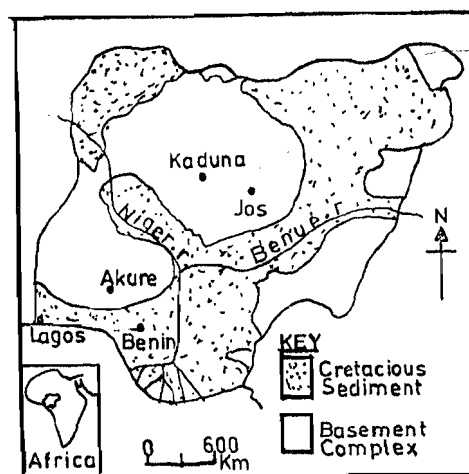 Kaduna
Jos
Niger r
Benue r
N
Akure
Lagos
Benin
KEY
Cretacious
Sediment
Basement
Complex
Africa
0 600
Km